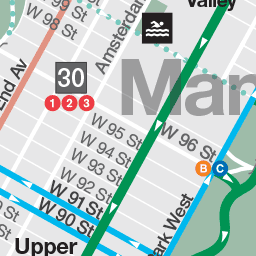 Valley
W 99 St
W 98 St
Amsterdam
End Av
30
Man
1 2 3
W 96 St
W 95 St
W 94 St
W 93 St
W 92 St
W 91 St
W 90 St
B C
Park West
Upper